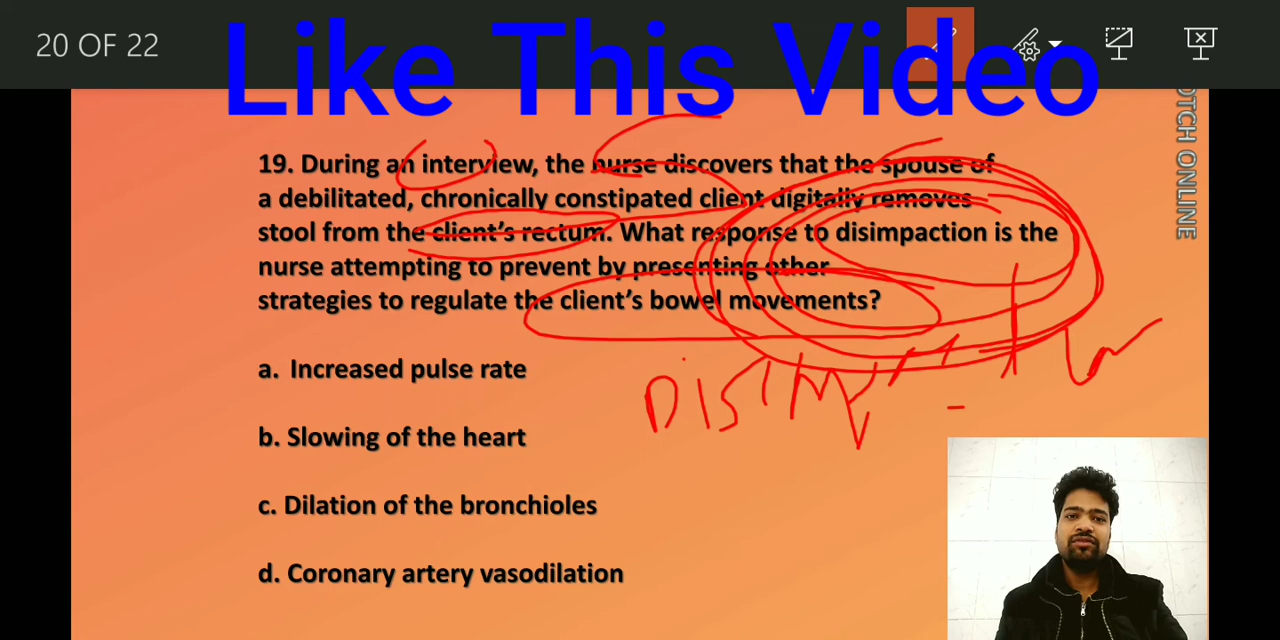 20 OF 22
Like This Video
19. During an interview, the nurse discovers that the spouse of
a debilitated, chronically constipated client digitally removes
stool from the client's rectum. What response to disimpaction is the
nurse attempting to prevent by presenting other
strategies to regulate the client's bowel movements?
a. Increased pulse rate
b. Slowing of the heart
c. Dilation of the bronchioles
d. Coronary artery vasodilation
OTCH ONLINE